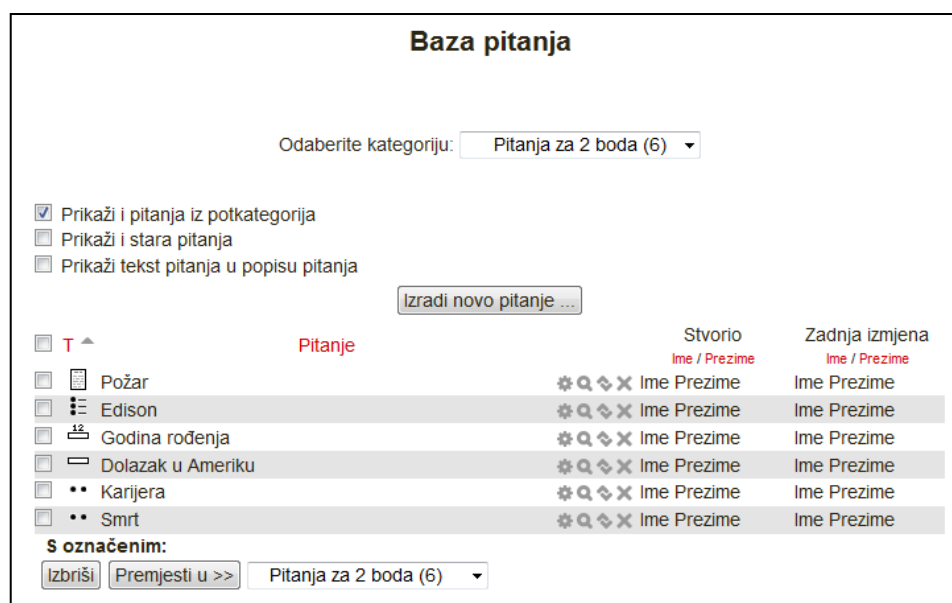 Baza pitanja
Odaberite kategoriju: Pitanja za 2 boda (6)
Prikaži i pitanja iz potkategorija
Prikaži i stara pitanja
Prikaži tekst pitanja u popisu pitanja
Izradi novo pitanje ...
T Pitanje Stvorio Zadnja izmjena
Ime / Prezime Ime / Prezime
Požar Ime Prezime Ime Prezime
Edison Ime Prezime Ime Prezime
12 Godina rođenja Ime Prezime Ime Prezime
Dolazak u Ameriku Ime Prezime Ime Prezime
Karijera Ime Prezime Ime Prezime
Smrt Ime Prezime Ime Prezime
S označenim:
Izbriši Premjesti u >> Pitanja za 2 boda (6)